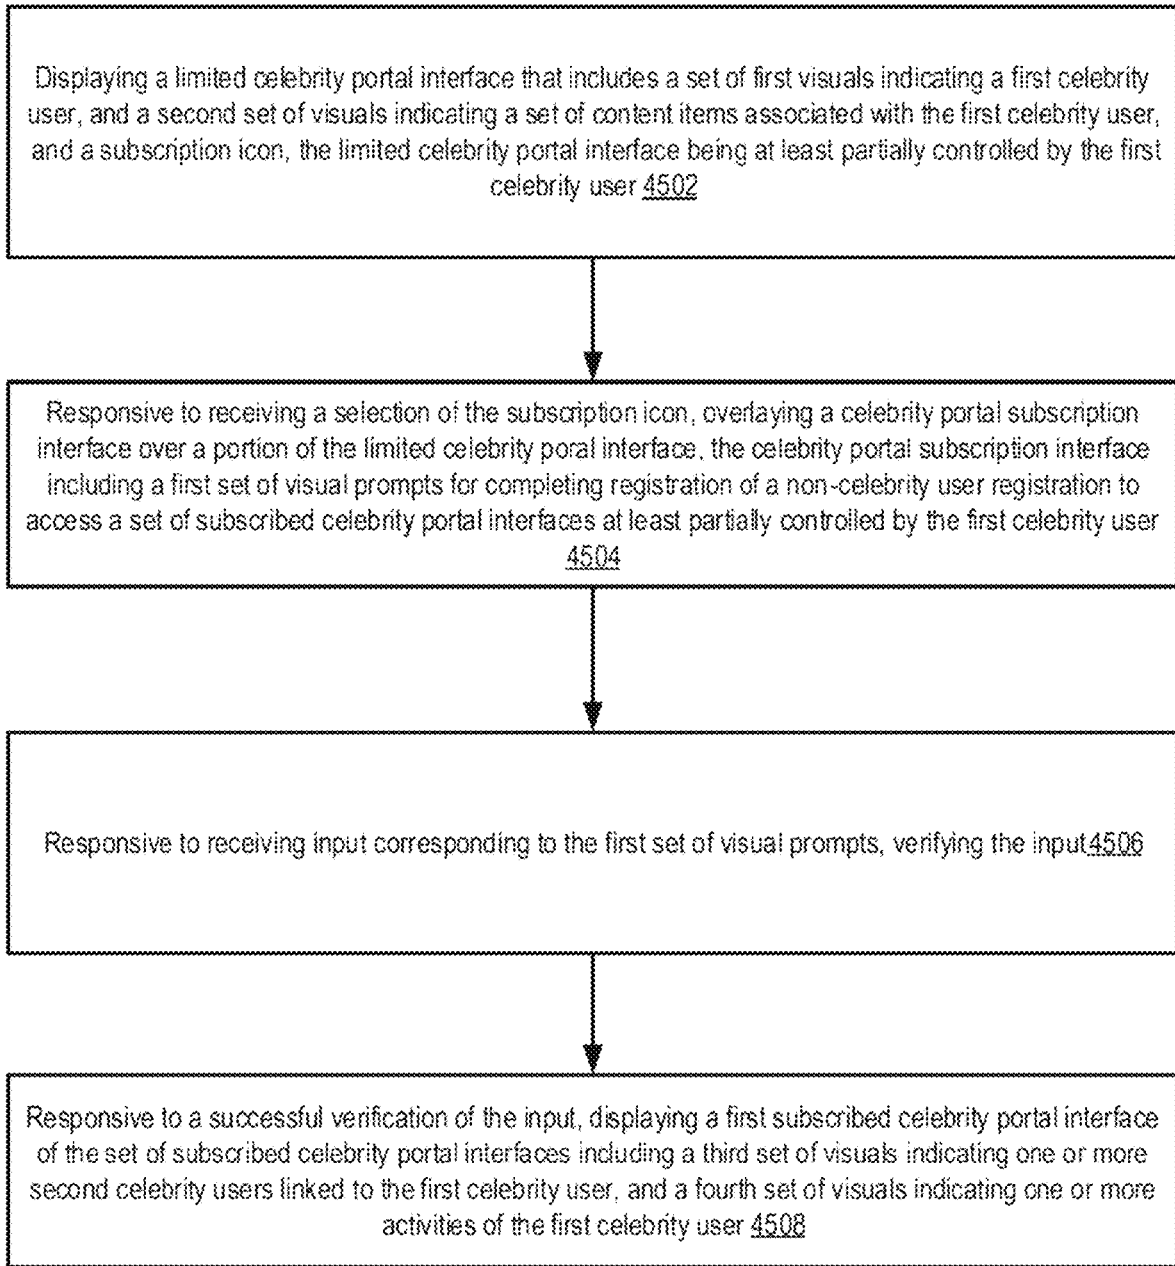 Displaying a limited celebrity portal interface that includes a set of first visuals indicating a first celebrity
user, and a second set of visuals indicating a set of content items associated with the first celebrity user,
and a subscription icon, the limited celebrity portal interface being at least partially controlled by the first
celebrity user 4502
Responsive to receiving a selection of the subscription icon, overlaying a celebrity portal subscription
interface over a portion of the limited celebrity poral interface, the celebrity portal subscription interface
including a first set of visual prompts for completing registration of a non-celebrity user registration to
access a set of subscribed celebrity portal interfaces at least partially controlled by the first celebrity user
4504
Responsive to receiving input corresponding to the first set of visual prompts, verifying the input 4506
Responsive to a successful verification of the input, displaying a first subscribed celebrity portal interface
of the set of subscribed celebrity portal interfaces including a third set of visuals indicating one or more
second celebrity users linked to the first celebrity user, and a fourth set of visuals indicating one or more
activities of the first celebrity user 4508